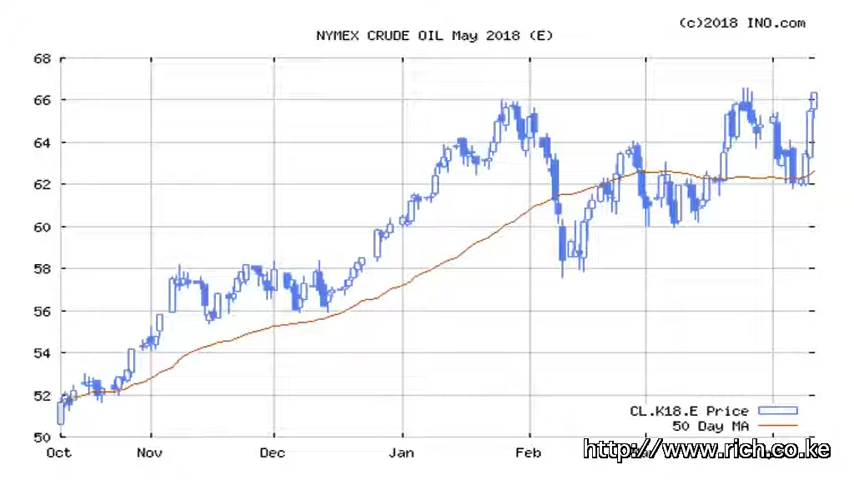 (c)2018 INO.com
NYMEX CRUDE OIL May 2018 (E)
68
66
64
62
60
58
56
54
52
50
CL.K18.E Price
50 Day MA
Oct Nov Dec Jan Feb
http://www.rich.co.ke